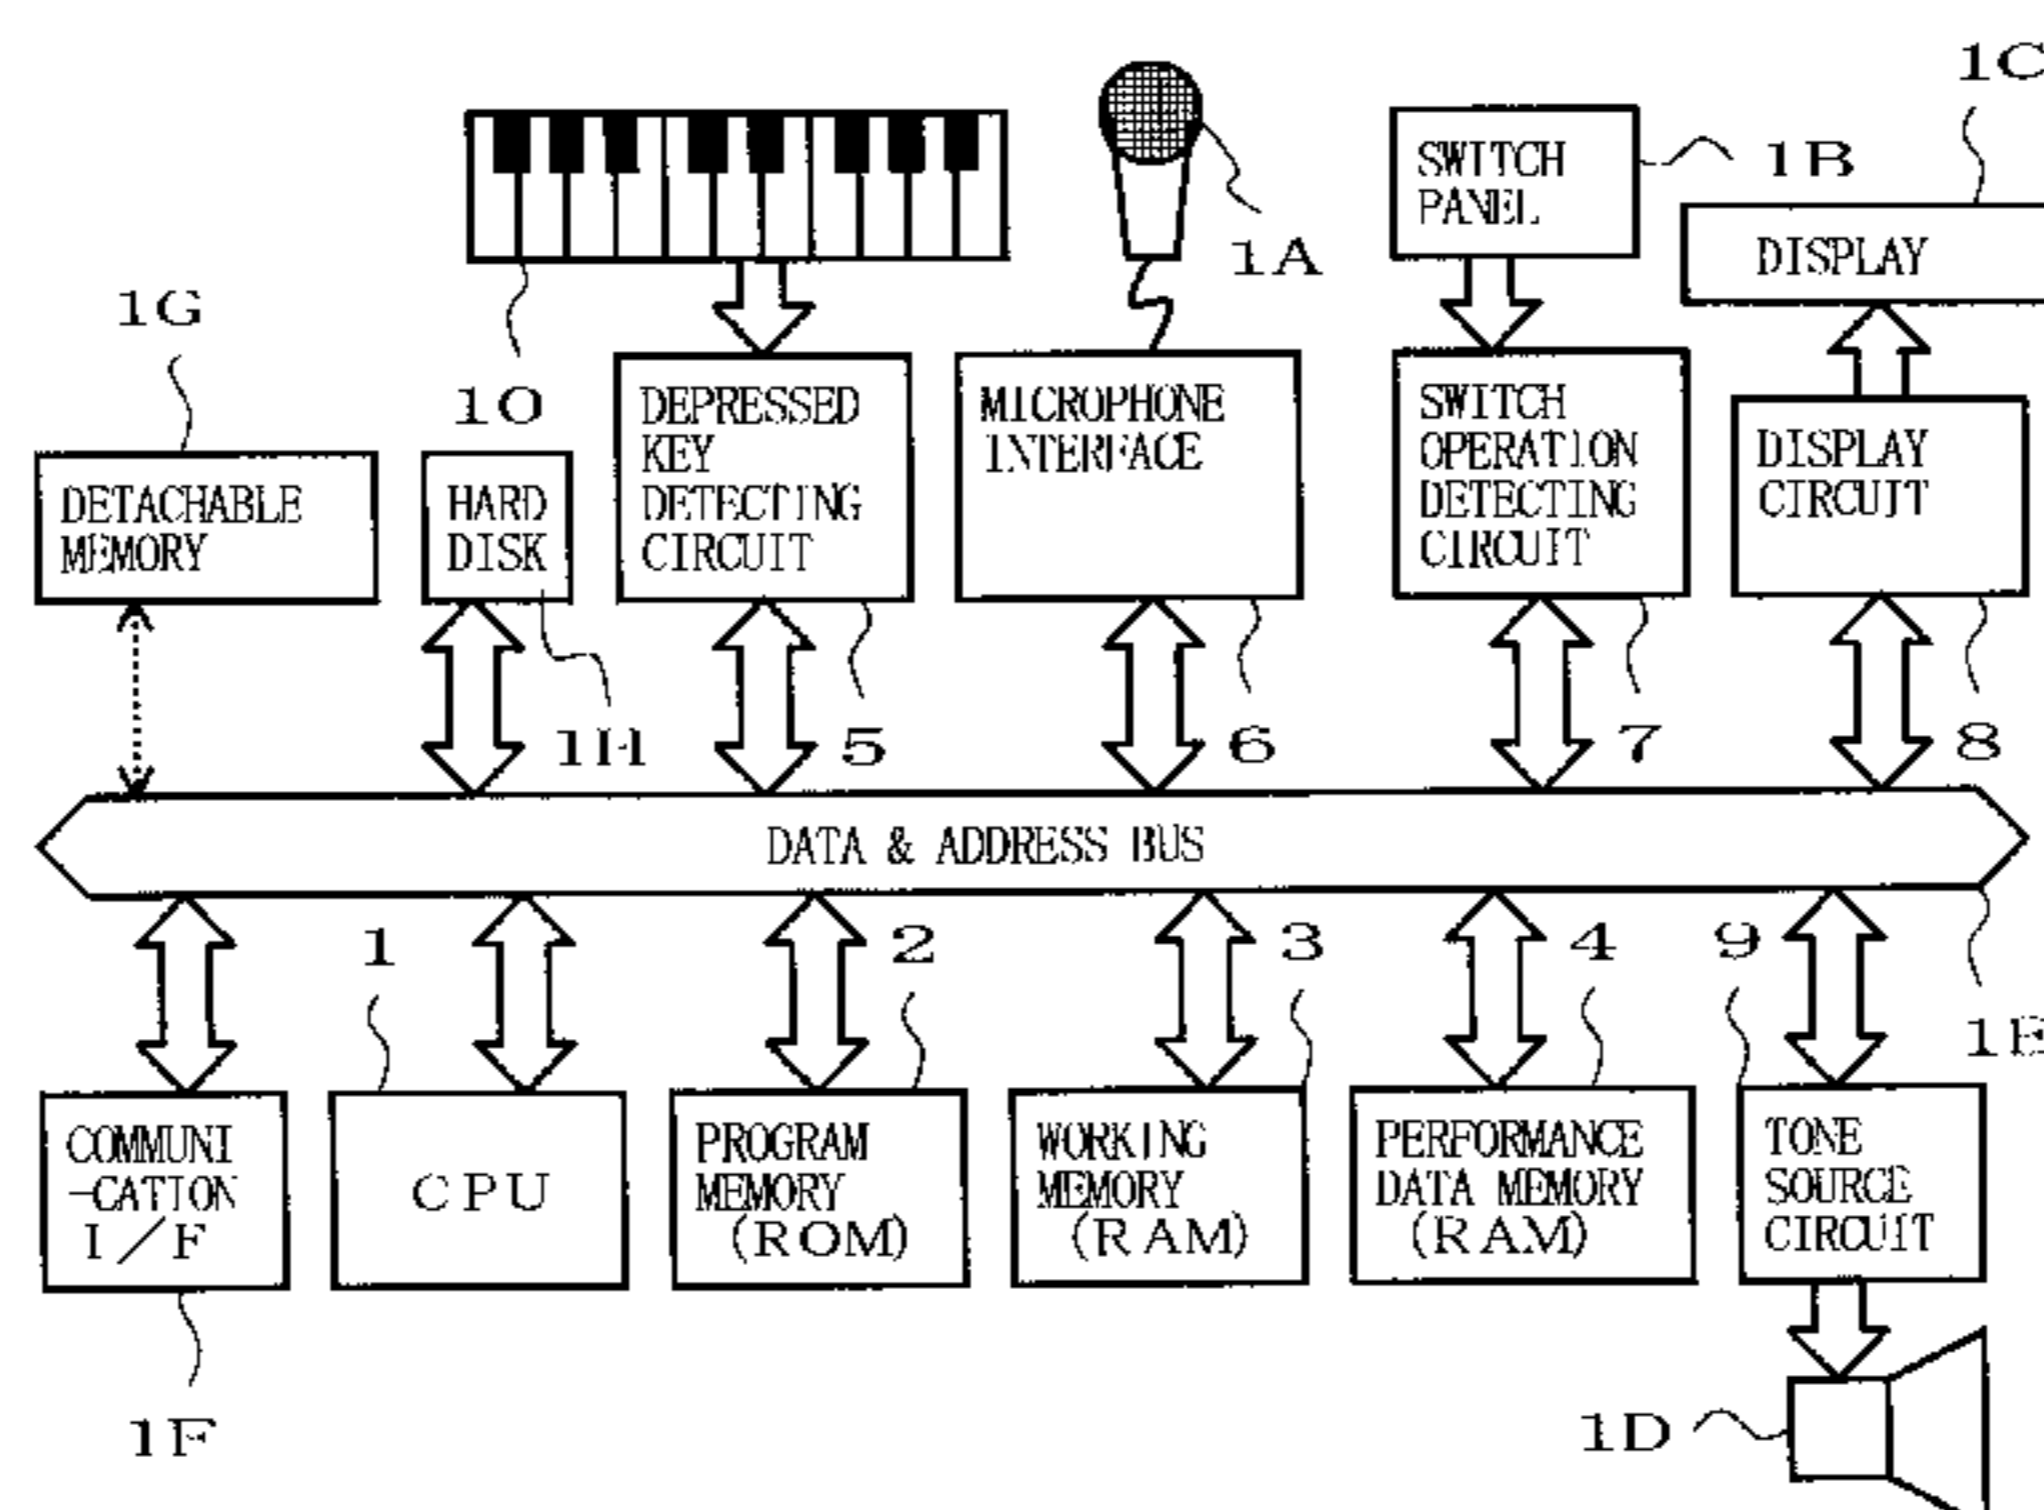 1C
SWITCH
PANEL
1B
1A
DISPLAY
1G
10
DEPRESSED
KEY
DETECTING
CIRCUIT
MICROPHONE
INTERFACE
SWITCH
OPERATION
DETECTING
CIRCUIT
DISPLAY
CIRCUIT
DETACHABLE
MEMORY
HARD
DISK
1H
5
6
7
8
DATA & ADDRESS BUS
1
2
3
4
9
1E
COMMUNI
-CATION
I/F
CPU
PROGRAM
MEMORY
(ROM)
WORKING
MEMORY
(RAM)
PERFORMANCE
DATA MEMORY
(RAM)
TONE
SOURCE
CIRCUIT
1F
1D